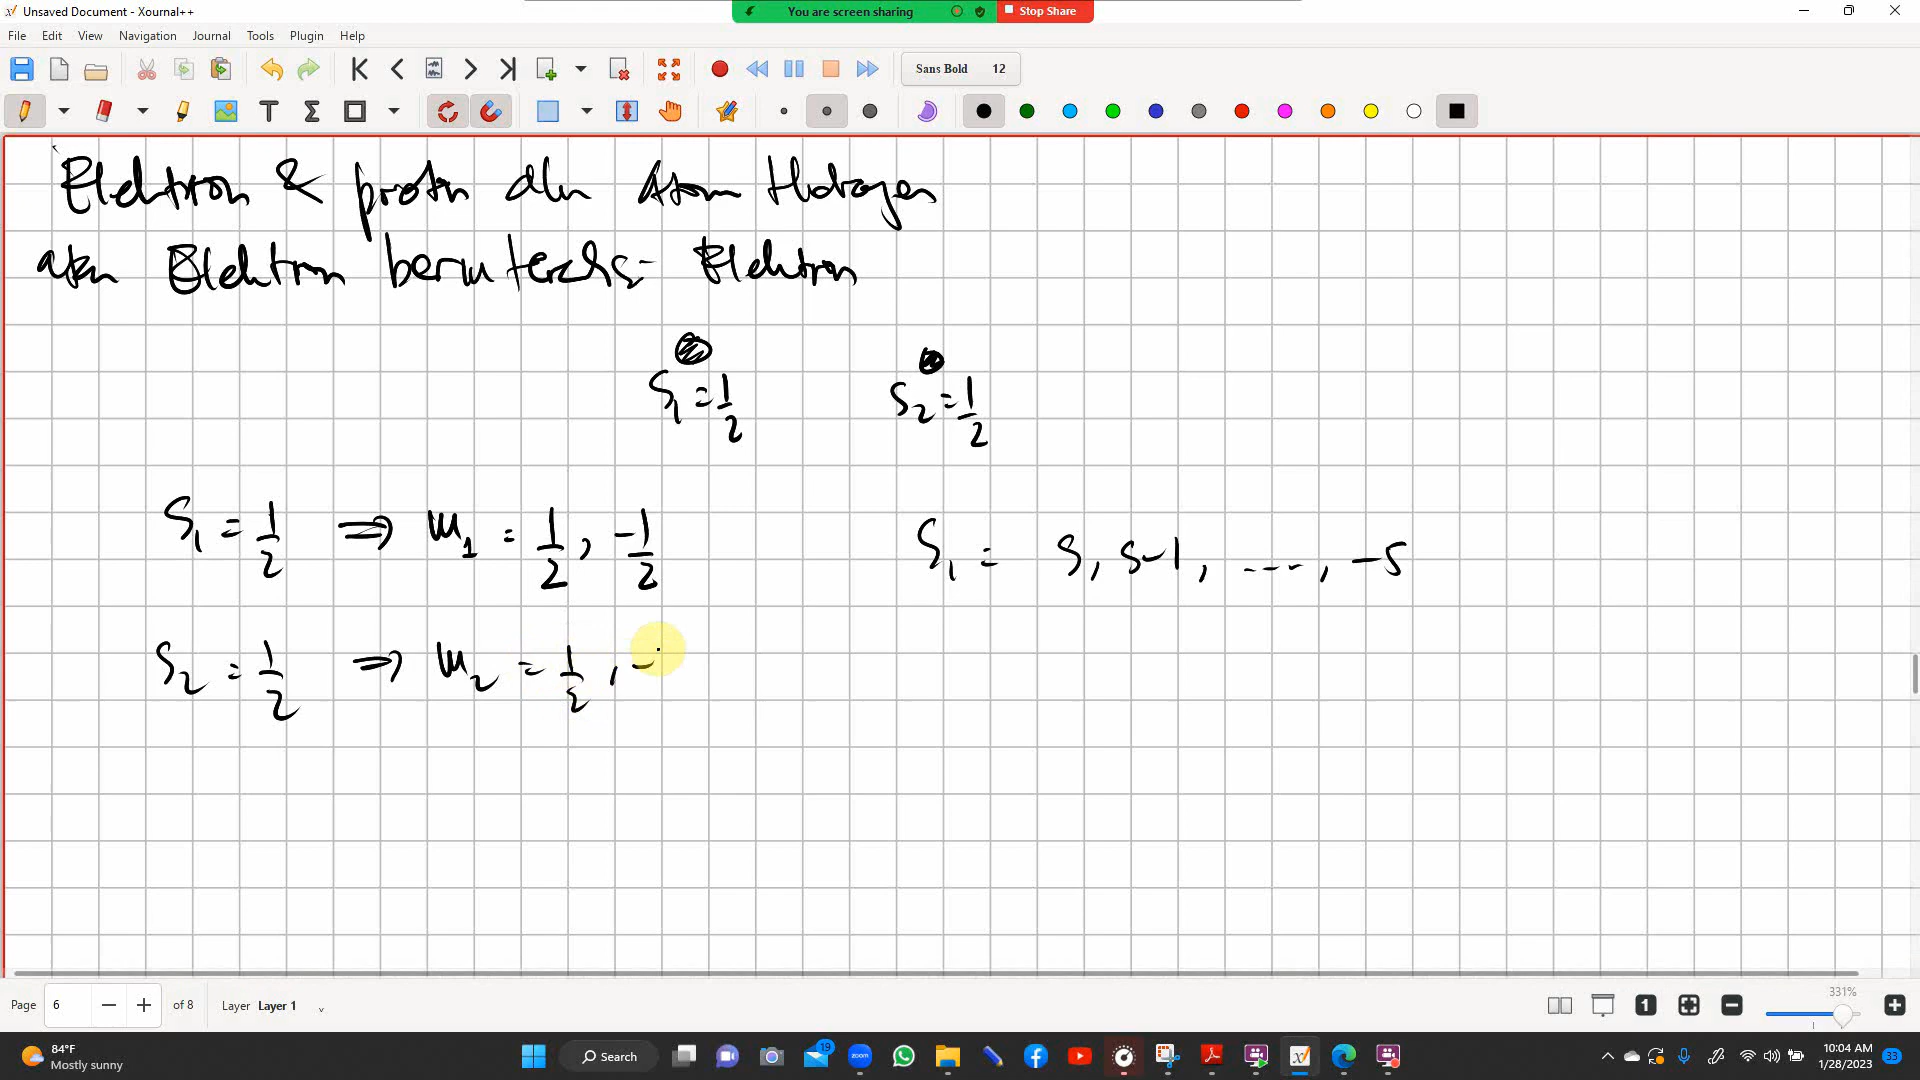 Unsaved Document - Xournal++
You are screen sharing Stop Share
File Edit View Navigation Journal Tools Plugin Help
Sans Bold 12
Elektron & proton dlm Atom Hidrogen
atau Elektron berinteraksi Elektron
S₁ = 1/2 S₂ = 1/2
S₁ = 1/2 ⇒ m₁ = 1/2, -1/2 S₁ = s, s-1, ...., -s
S₂ = 1/2 ⇒ m₂ = 1/2, -
Page 6 of 8 Layer Layer 1
331%
84°F
Mostly sunny
Search
19
zoom
10:04 AM
1/28/2023
33